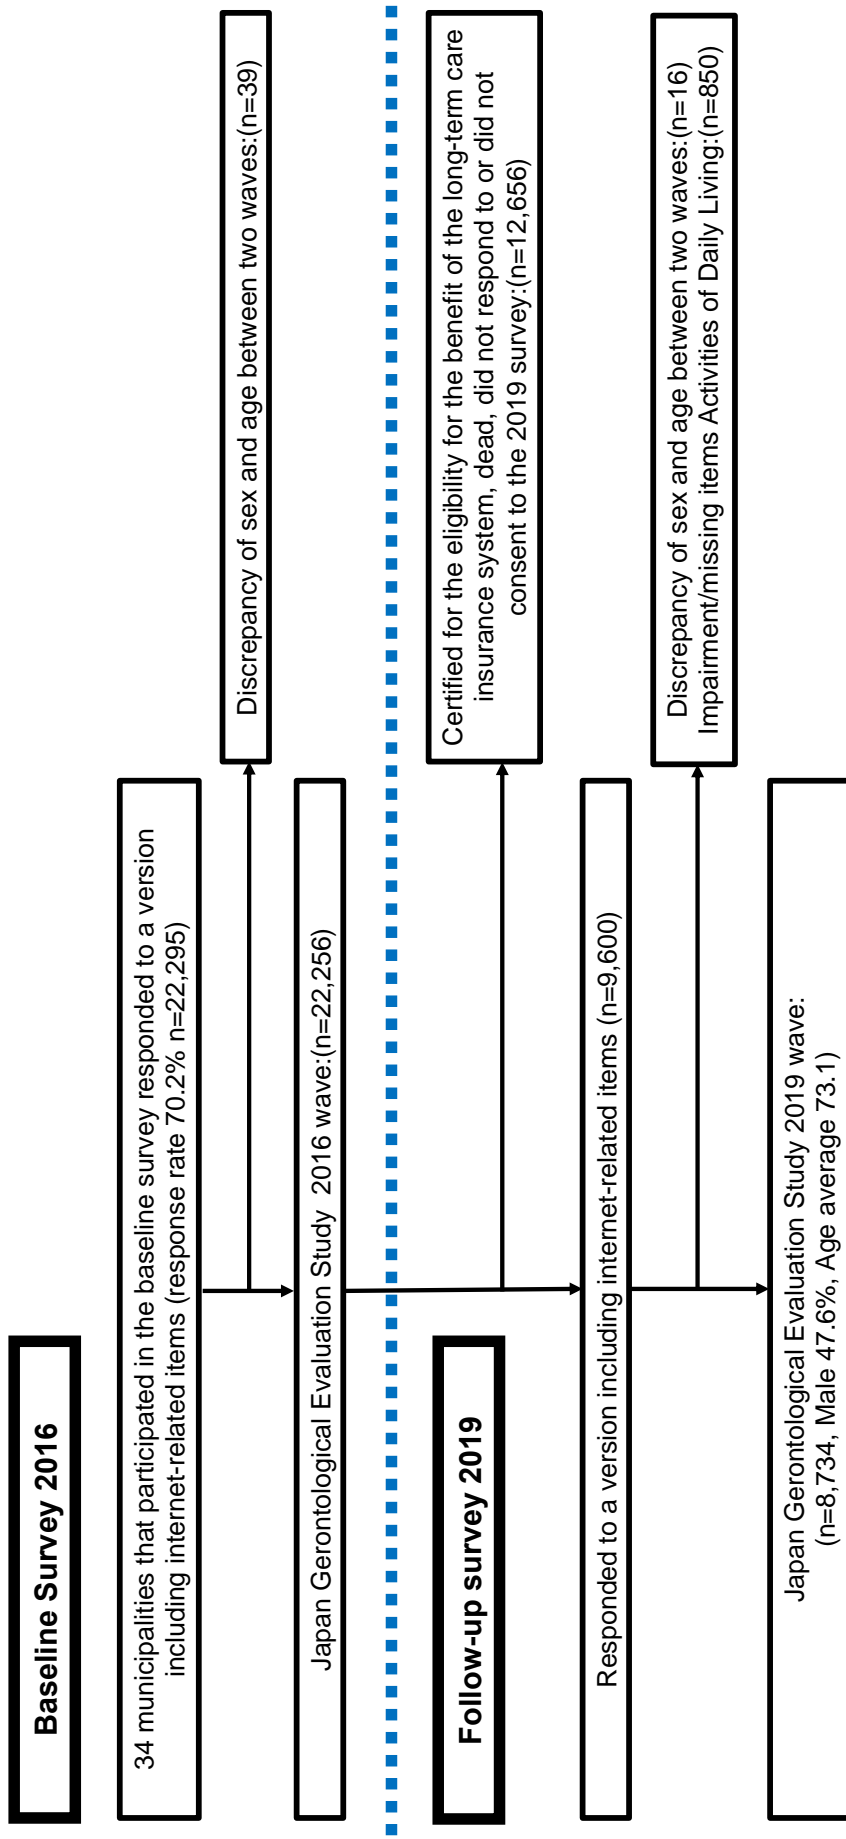 Baseline Survey 2016
34 municipalities that participated in the baseline survey responded to a version
including internet-related items (response rate 70.2% n=22,295)
Discrepancy of sex and age between two waves:(n=39)
Japan Gerontological Evaluation Study 2016 wave:(n=22,256)
Follow-up survey 2019
Certified for the eligibility for the benefit of the long-term care
insurance system, dead, did not respond to or did not
consent to the 2019 survey:(n=12,656)
Responded to a version including internet-related items (n=9,600)
Discrepancy of sex and age between two waves:(n=16)
Impairment/missing items Activities of Daily Living:(n=850)
Japan Gerontological Evaluation Study 2019 wave:
(n=8,734, Male 47.6%, Age average 73.1)